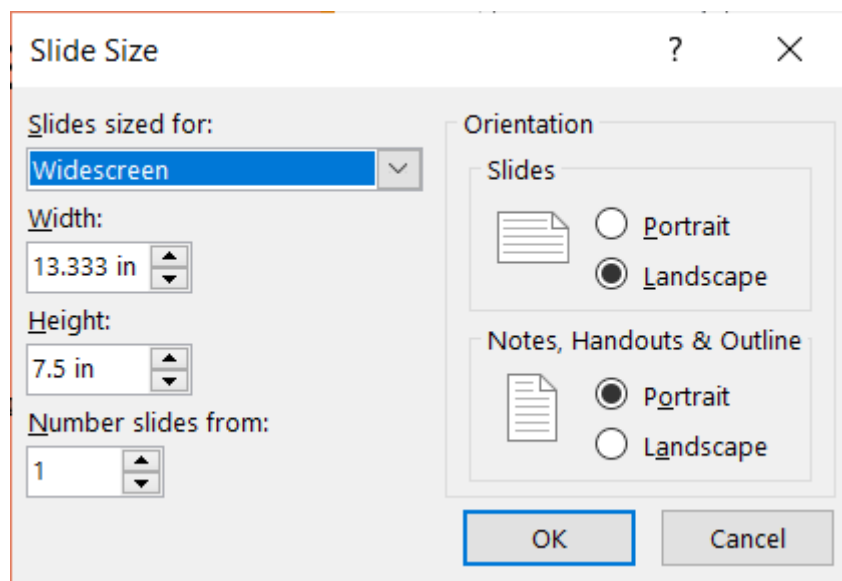 Slide Size
?
Slides sized for:
Widescreen
Width:
13.333 in
Height:
7.5 in
Number slides from:
1
Orientation
Slides
Portrait
Landscape
Notes, Handouts & Outline
Portrait
Landscape
OK
Cancel